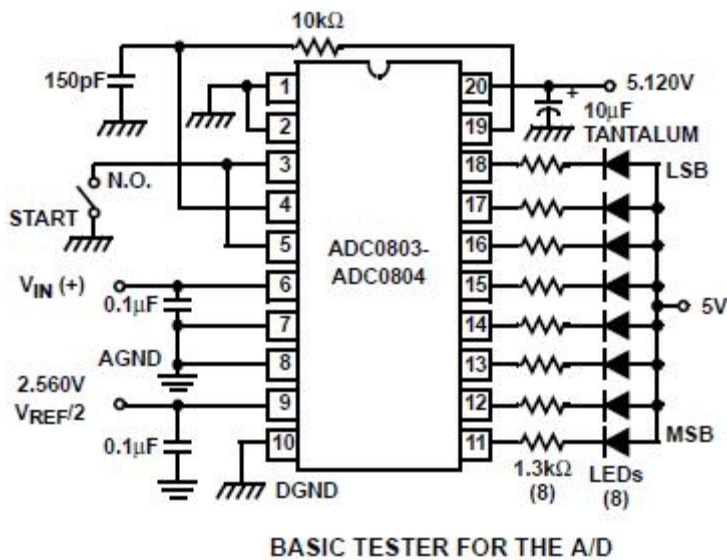 10kΩ
150pF
1
20
5.120V
10µF
TANTALUM
2
19
3
18
LSB
N.O.
START
4
17
5
16
ADC0803-
ADC0804
VIN (+)
0.1µF
6
15
5V
7
14
AGND
8
13
2.560V
VREF/2
9
12
MSB
0.1µF
10
11
DGND
1.3kΩ
(8)
LEDs
(8)
BASIC TESTER FOR THE A/D